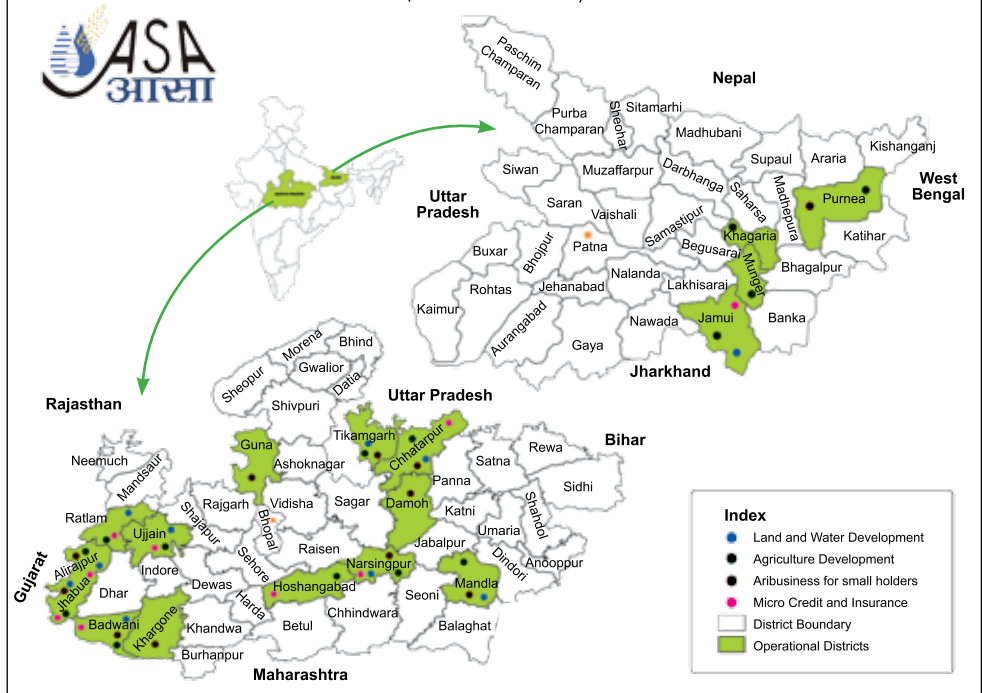 ASA
आसा
Nepal
West
Bengal
Uttar
Pradesh
Jharkhand
Paschim
Champaran
Purba
Champaran
Sheohar
Sitamarhi
Madhubani
Supaul
Araria
Kishanganj
Siwan
Muzaffarpur
Darbhanga
Saharsa
Madhepura
Purnea
Saran
Vaishali
Samastipur
Khagaria
Katihar
Buxar
Bhojpur
Patna
Begusarai
Munger
Bhagalpur
Kaimur
Rohtas
Jehanabad
Nalanda
Lakhisarai
Aurangabad
Gaya
Nawada
Jamui
Banka
Rajasthan
Uttar Pradesh
Bihar
Gujarat
Maharashtra
Morena
Bhind
Gwalior
Sheopur
Datia
Shivpuri
Guna
Tikamgarh
Chhatarpur
Ashoknagar
Neemuch
Mandsaur
Panna
Satna
Rewa
Sidhi
Rajgarh
Vidisha
Sagar
Damoh
Katni
Shahdol
Ratlam
Ujjain
Shajapur
Bhopal
Umaria
Raisen
Jabalpur
Dindori
Anooppur
Alirajpur
Jhabua
Indore
Dewas
Sehore
Narsingpur
Hoshangabad
Mandla
Dhar
Harda
Seoni
Badwani
Khargone
Khandwa
Betul
Chhindwara
Balaghat
Burhanpur
Index
Land and Water Development
Agriculture Development
Aribusiness for small holders
Micro Credit and Insurance
District Boundary
Operational Districts